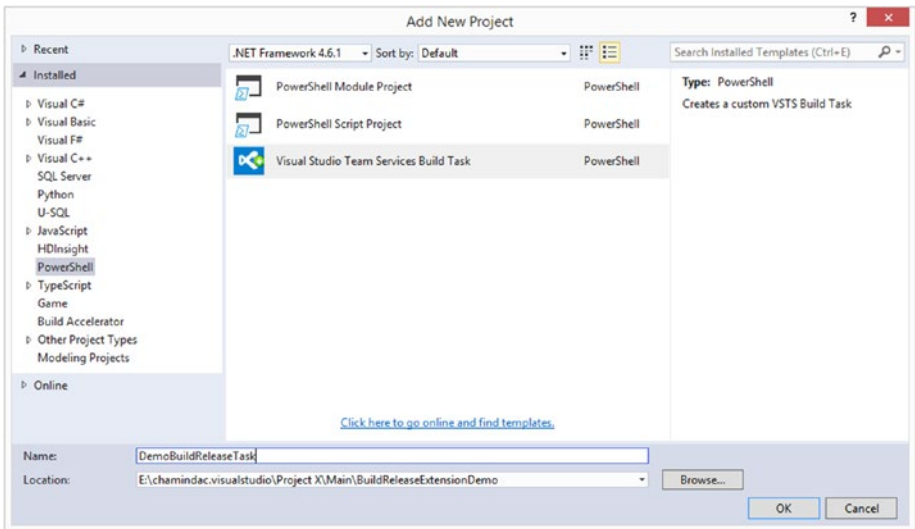 Add New Project
?
Recent
Installed
Visual C#
Visual Basic
Visual F#
Visual C++
SQL Server
Python
U-SQL
JavaScript
HDInsight
PowerShell
TypeScript
Game
Build Accelerator
Other Project Types
Modeling Projects
Online
.NET Framework 4.6.1 Sort by: Default
PowerShell Module Project PowerShell
PowerShell Script Project PowerShell
Visual Studio Team Services Build Task PowerShell
Click here to go online and find templates.
Search Installed Templates (Ctrl+E)
Type: PowerShell
Creates a custom VSTS Build Task
Name: DemoBuildReleaseTask
Location: E:\chamindac.visualstudio\Project X\Main\BuildReleaseExtensionDemo Browse...
OK Cancel